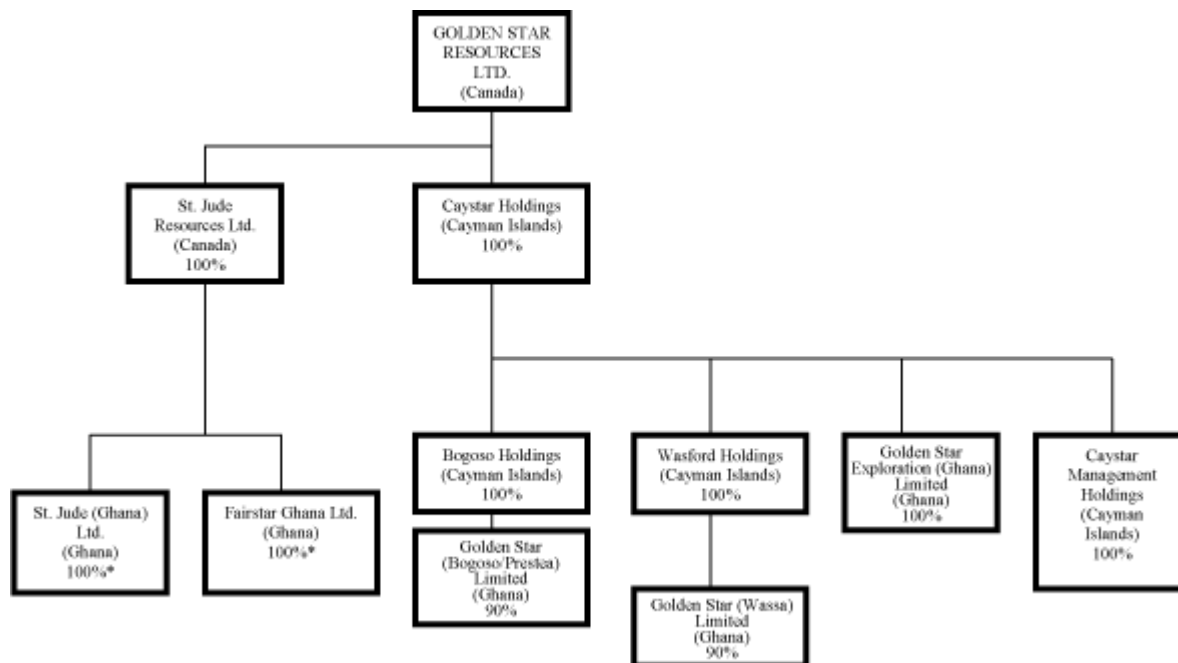 GOLDEN STAR
RESOURCES
LTD.
(Canada)
St. Jude
Resources Ltd.
(Canada)
100%
Caystar Holdings
(Cayman Islands)
100%
Bogoso Holdings
(Cayman Islands)
100%
Wasford Holdings
(Cayman Islands)
100%
Golden Star
Exploration (Ghana)
Limited
(Ghana)
100%
Caystar
Management
Holdings
(Cayman
Islands)
100%
St. Jude (Ghana)
Ltd.
(Ghana)
100%*
Fairstar Ghana Ltd.
(Ghana)
100%*
Golden Star
(Bogoso/Prestea)
Limited
(Ghana)
90%
Golden Star (Wassa)
Limited
(Ghana)
90%